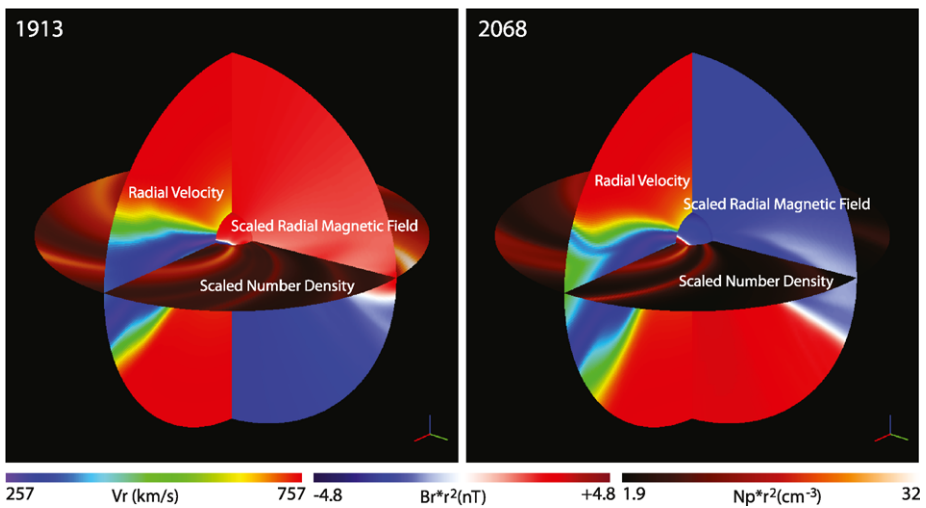 1913
Radial Velocity
Scaled Radial Magnetic Field
Scaled Number Density
2068
Radial Velocity
Scaled Radial Magnetic Field
Scaled Number Density
257 Vr (km/s) 757
-4.8 Br*r²(nT) +4.8
1.9 Np*r²(cm⁻³) 32